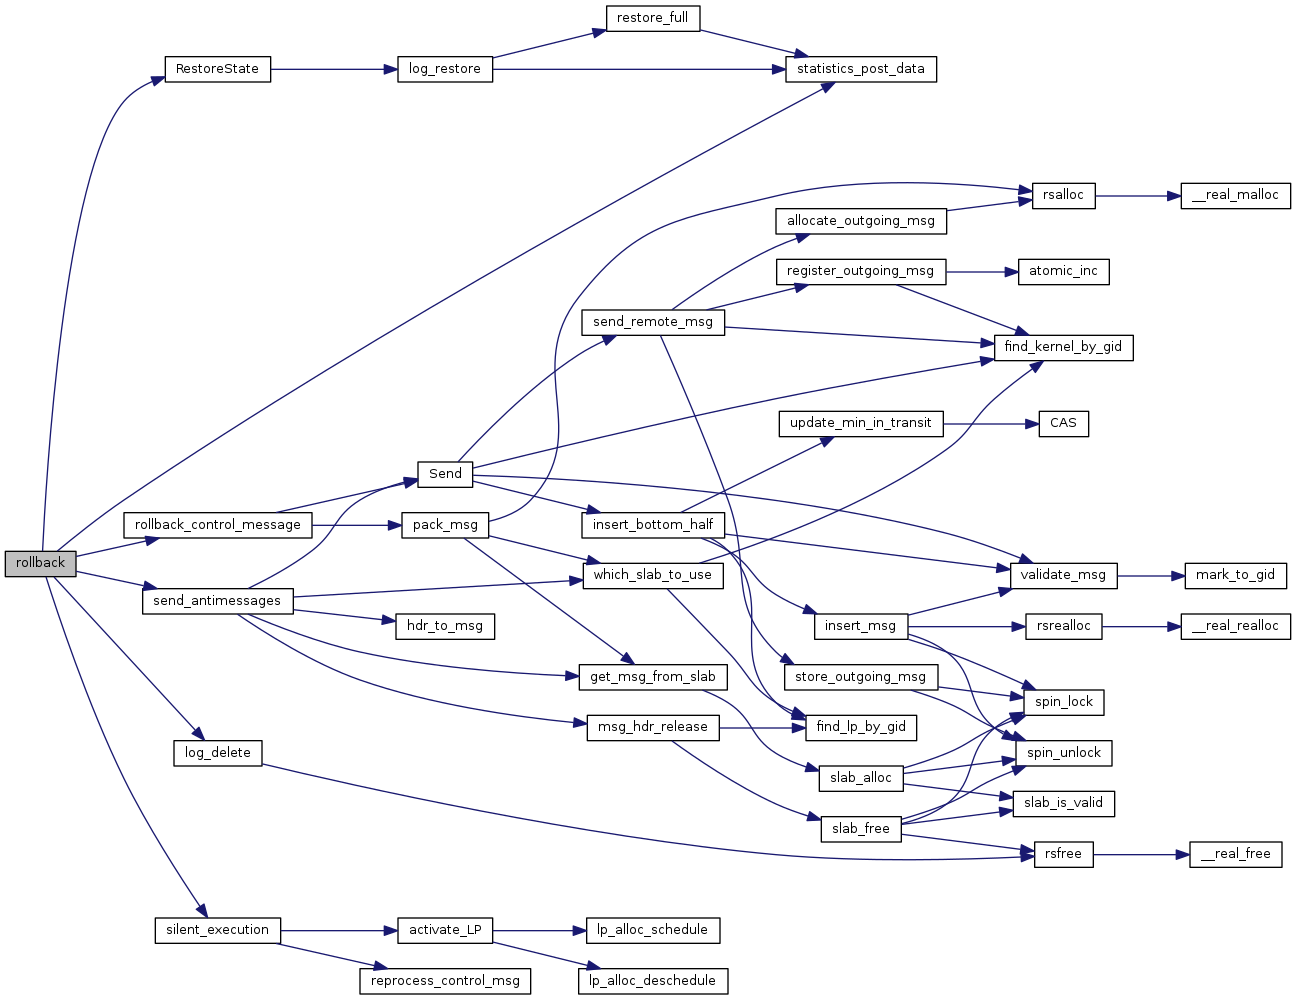 restore_full
RestoreState
log_restore
statistics_post_data
rsalloc
__real_malloc
allocate_outgoing_msg
register_outgoing_msg
atomic_inc
send_remote_msg
find_kernel_by_gid
update_min_in_transit
CAS
Send
rollback_control_message
pack_msg
insert_bottom_half
rollback
which_slab_to_use
validate_msg
mark_to_gid
send_antimessages
hdr_to_msg
insert_msg
rsrealloc
__real_realloc
get_msg_from_slab
store_outgoing_msg
spin_lock
msg_hdr_release
find_lp_by_gid
log_delete
spin_unlock
slab_alloc
slab_is_valid
slab_free
rsfree
__real_free
silent_execution
activate_LP
lp_alloc_schedule
reprocess_control_msg
lp_alloc_deschedule